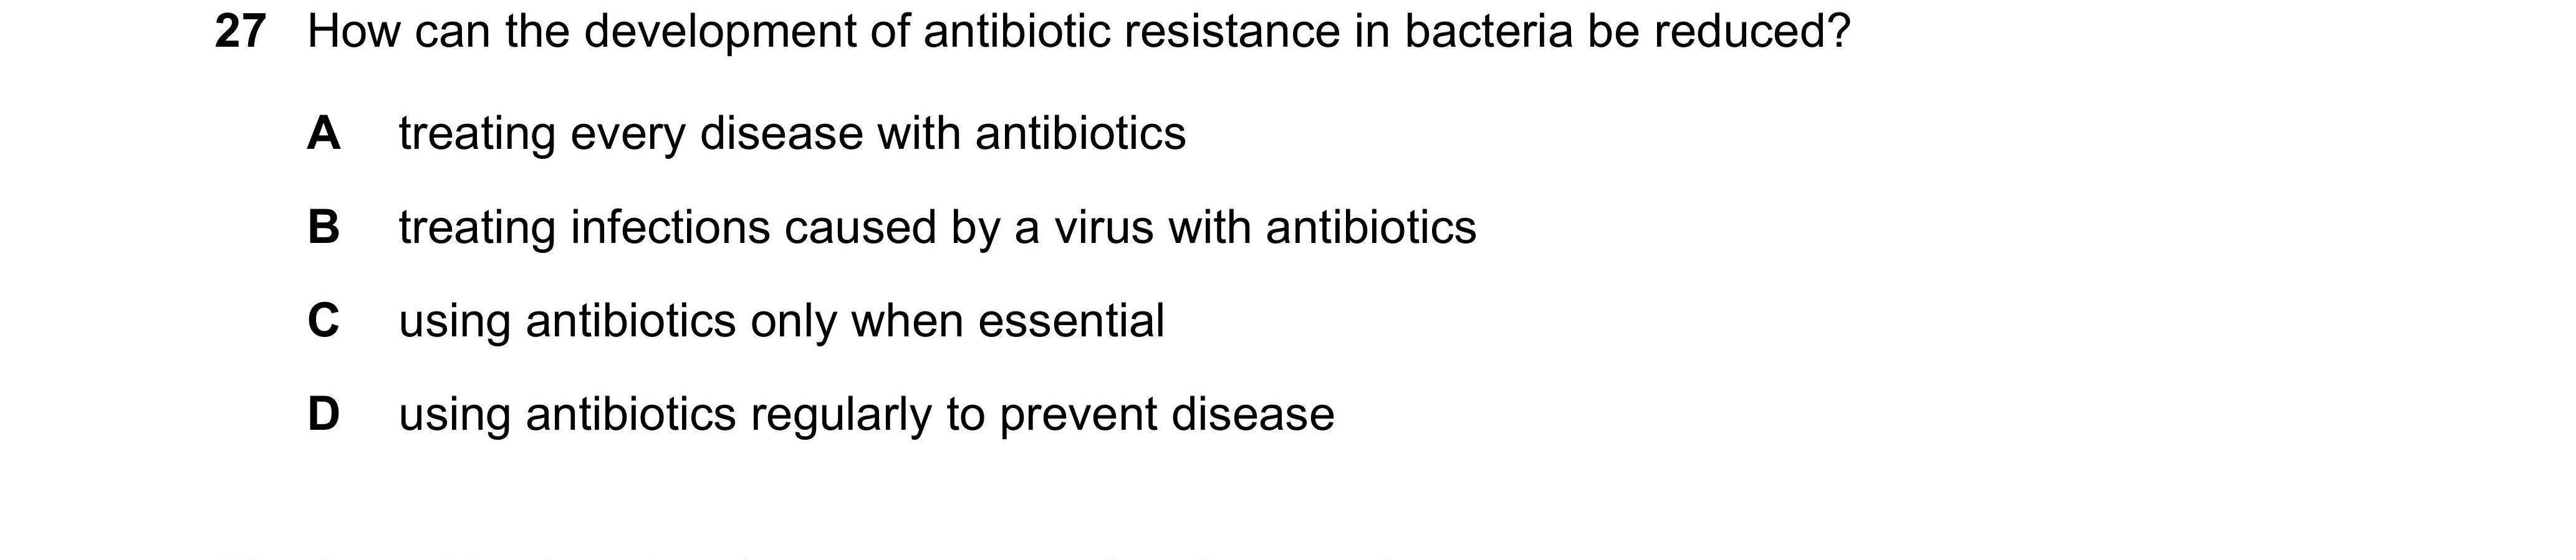 27 How can the development of antibiotic resistance in bacteria be reduced?
A treating every disease with antibiotics
B treating infections caused by a virus with antibiotics
C using antibiotics only when essential
D using antibiotics regularly to prevent disease